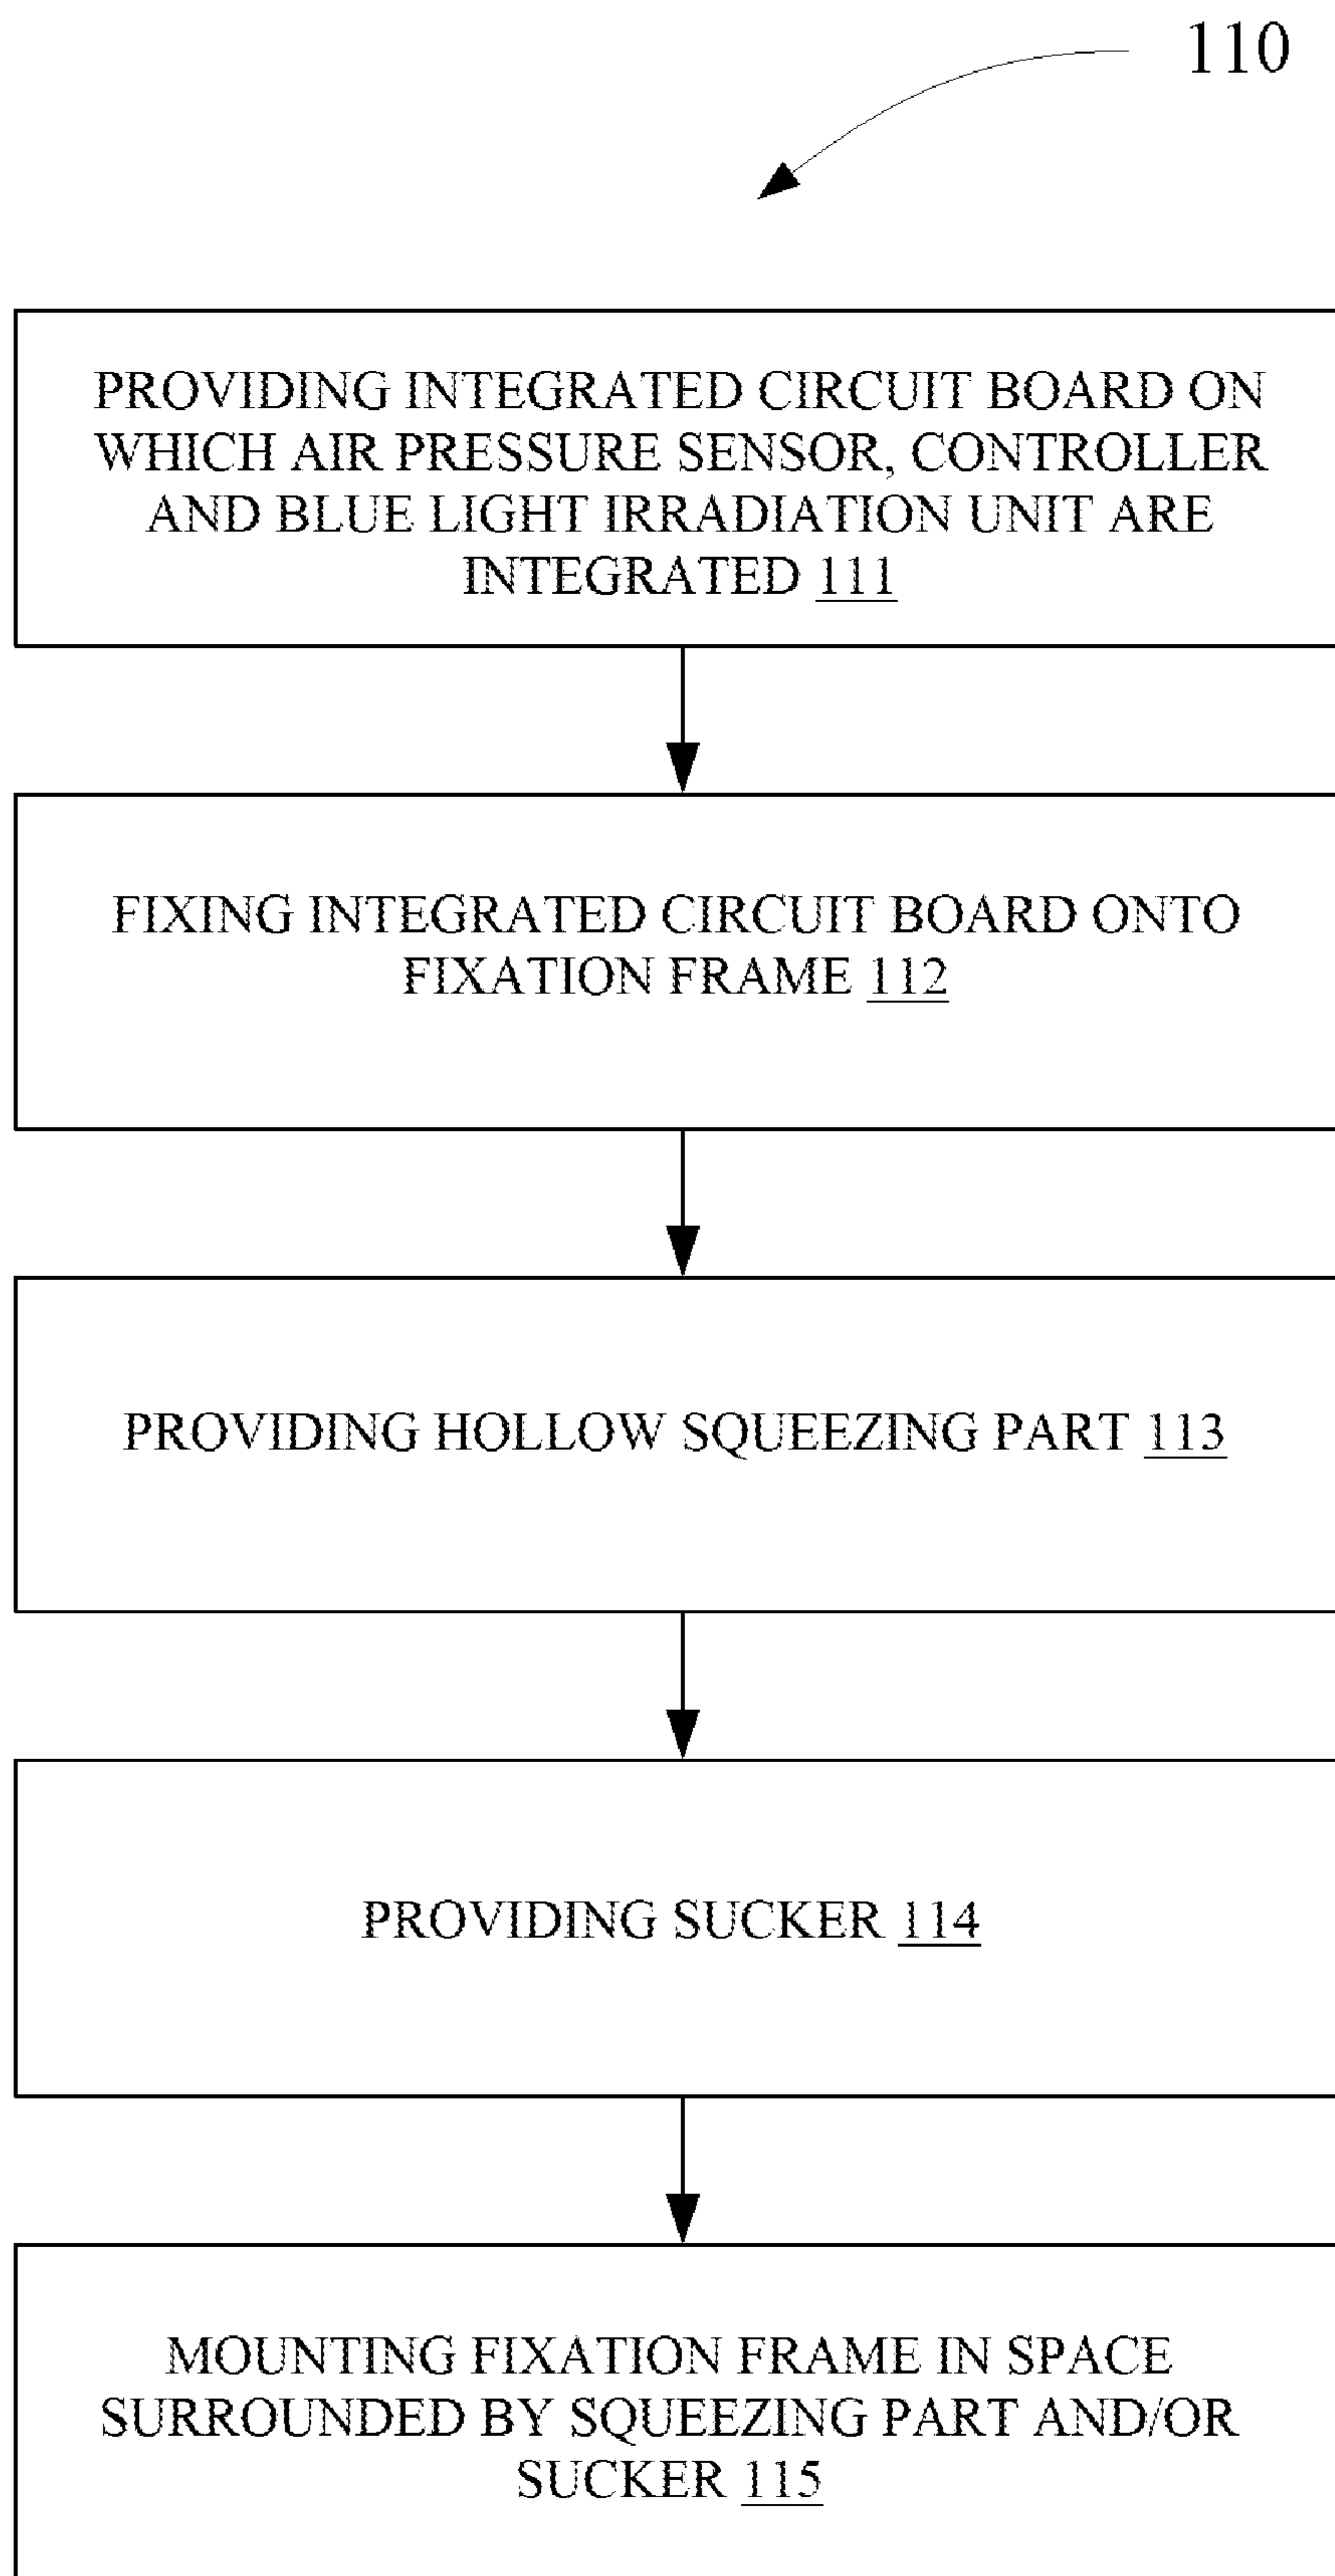 110
PROVIDING INTEGRATED CIRCUIT BOARD ON
WHICH AIR PRESSURE SENSOR, CONTROLLER
AND BLUE LIGHT IRRADIATION UNIT ARE
INTEGRATED 111
FIXING INTEGRATED CIRCUIT BOARD ONTO
FIXATION FRAME 112
PROVIDING HOLLOW SQUEEZING PART 113
PROVIDING SUCKER 114
MOUNTING FIXATION FRAME IN SPACE
SURROUNDED BY SQUEEZING PART AND/OR
SUCKER 115